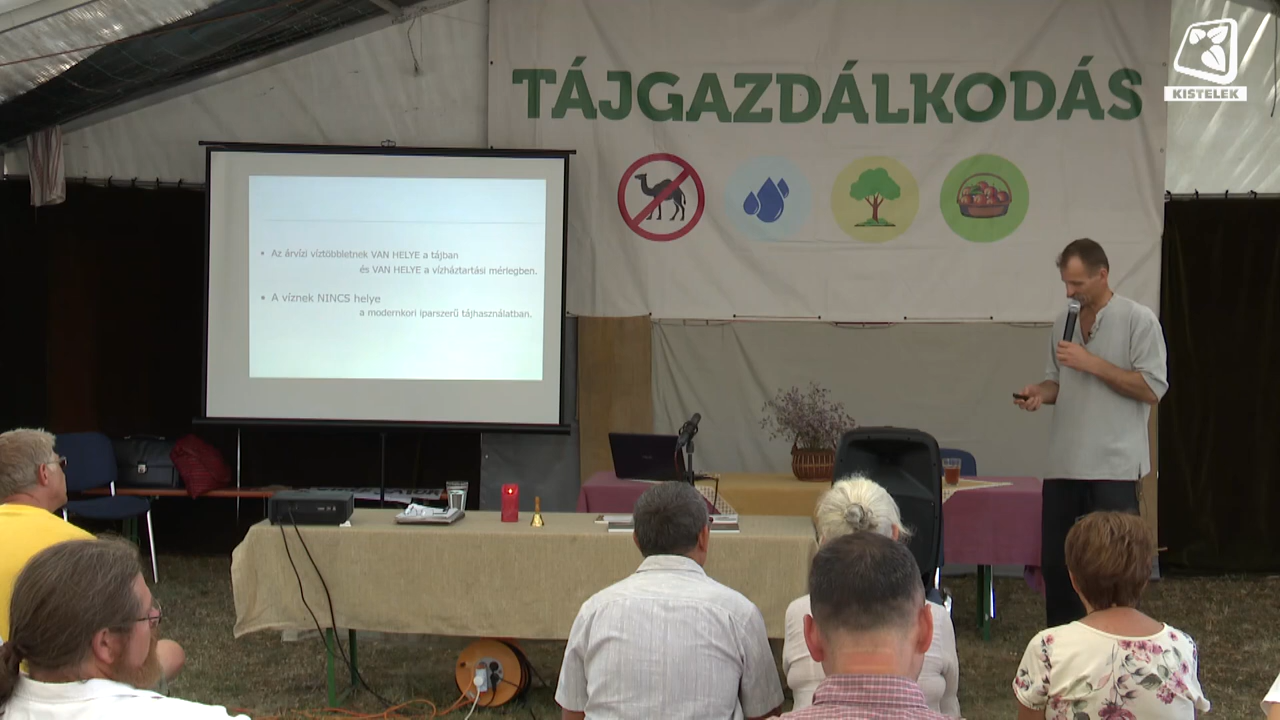 TÁJGAZDÁLKODÁS
KISTELEK
• Az árvízi víztöbbletnek VAN HELYE a tájban
és VAN HELYE a vízháztartási mérlegben.
• A víznek NINCS helye
a modernkori iparszerű tájhasználatban.